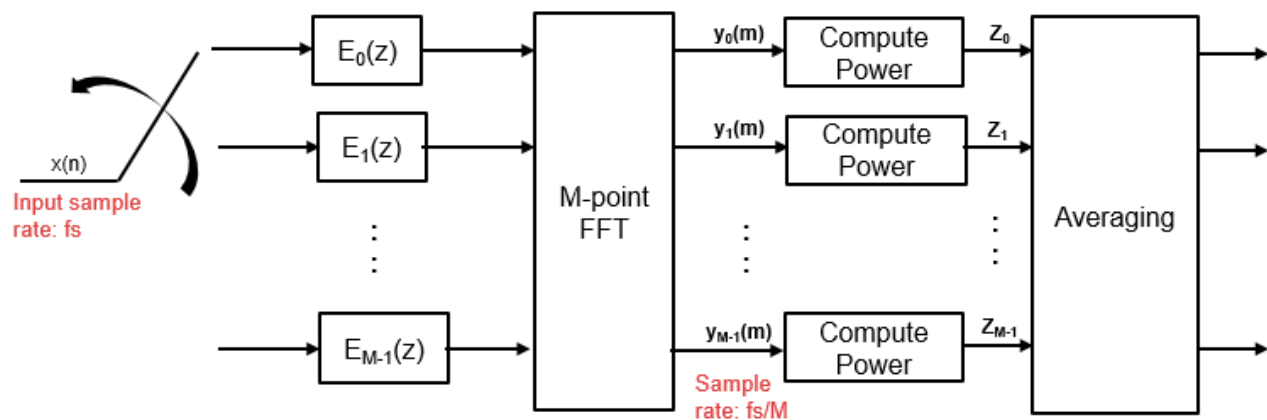 x(n)
Input sample
rate: fs
E0(z)
E1(z)
⋮
⋮
EM-1(z)
M-point
FFT
y0(m)
y1(m)
⋮
⋮
yM-1(m)
Sample
rate: fs/M
Compute
Power
Compute
Power
Compute
Power
Z0
Z1
⋮
⋮
ZM-1
Averaging